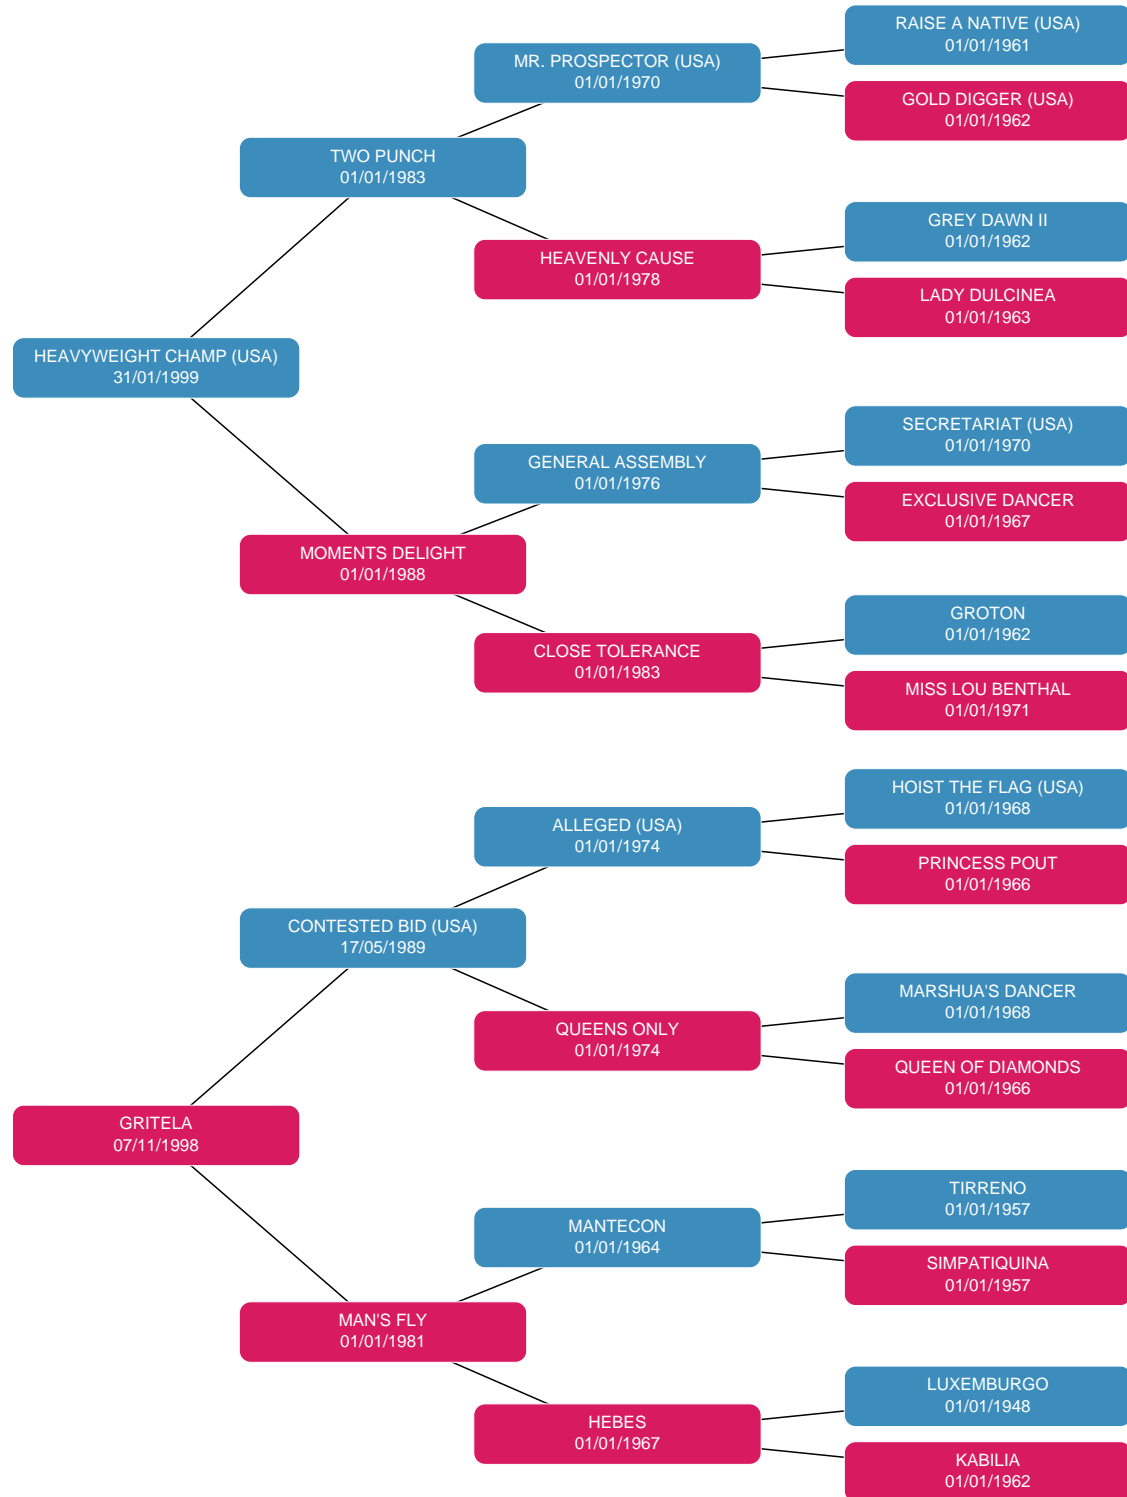 RAISE A NATIVE (USA)
01/01/1961
MR. PROSPECTOR (USA)
01/01/1970
GOLD DIGGER (USA)
01/01/1962
TWO PUNCH
01/01/1983
GREY DAWN II
01/01/1962
HEAVENLY CAUSE
01/01/1978
LADY DULCINEA
01/01/1963
HEAVYWEIGHT CHAMP (USA)
31/01/1999
SECRETARIAT (USA)
01/01/1970
GENERAL ASSEMBLY
01/01/1976
EXCLUSIVE DANCER
01/01/1967
MOMENTS DELIGHT
01/01/1988
GROTON
01/01/1962
CLOSE TOLERANCE
01/01/1983
MISS LOU BENTHAL
01/01/1971
HOIST THE FLAG (USA)
01/01/1968
ALLEGED (USA)
01/01/1974
PRINCESS POUT
01/01/1966
CONTESTED BID (USA)
17/05/1989
MARSHUA'S DANCER
01/01/1968
QUEENS ONLY
01/01/1974
QUEEN OF DIAMONDS
01/01/1966
GRITELA
07/11/1998
TIRRENO
01/01/1957
MANTECON
01/01/1964
SIMPATIQUINA
01/01/1957
MAN'S FLY
01/01/1981
LUXEMBURGO
01/01/1948
HEBES
01/01/1967
KABILIA
01/01/1962